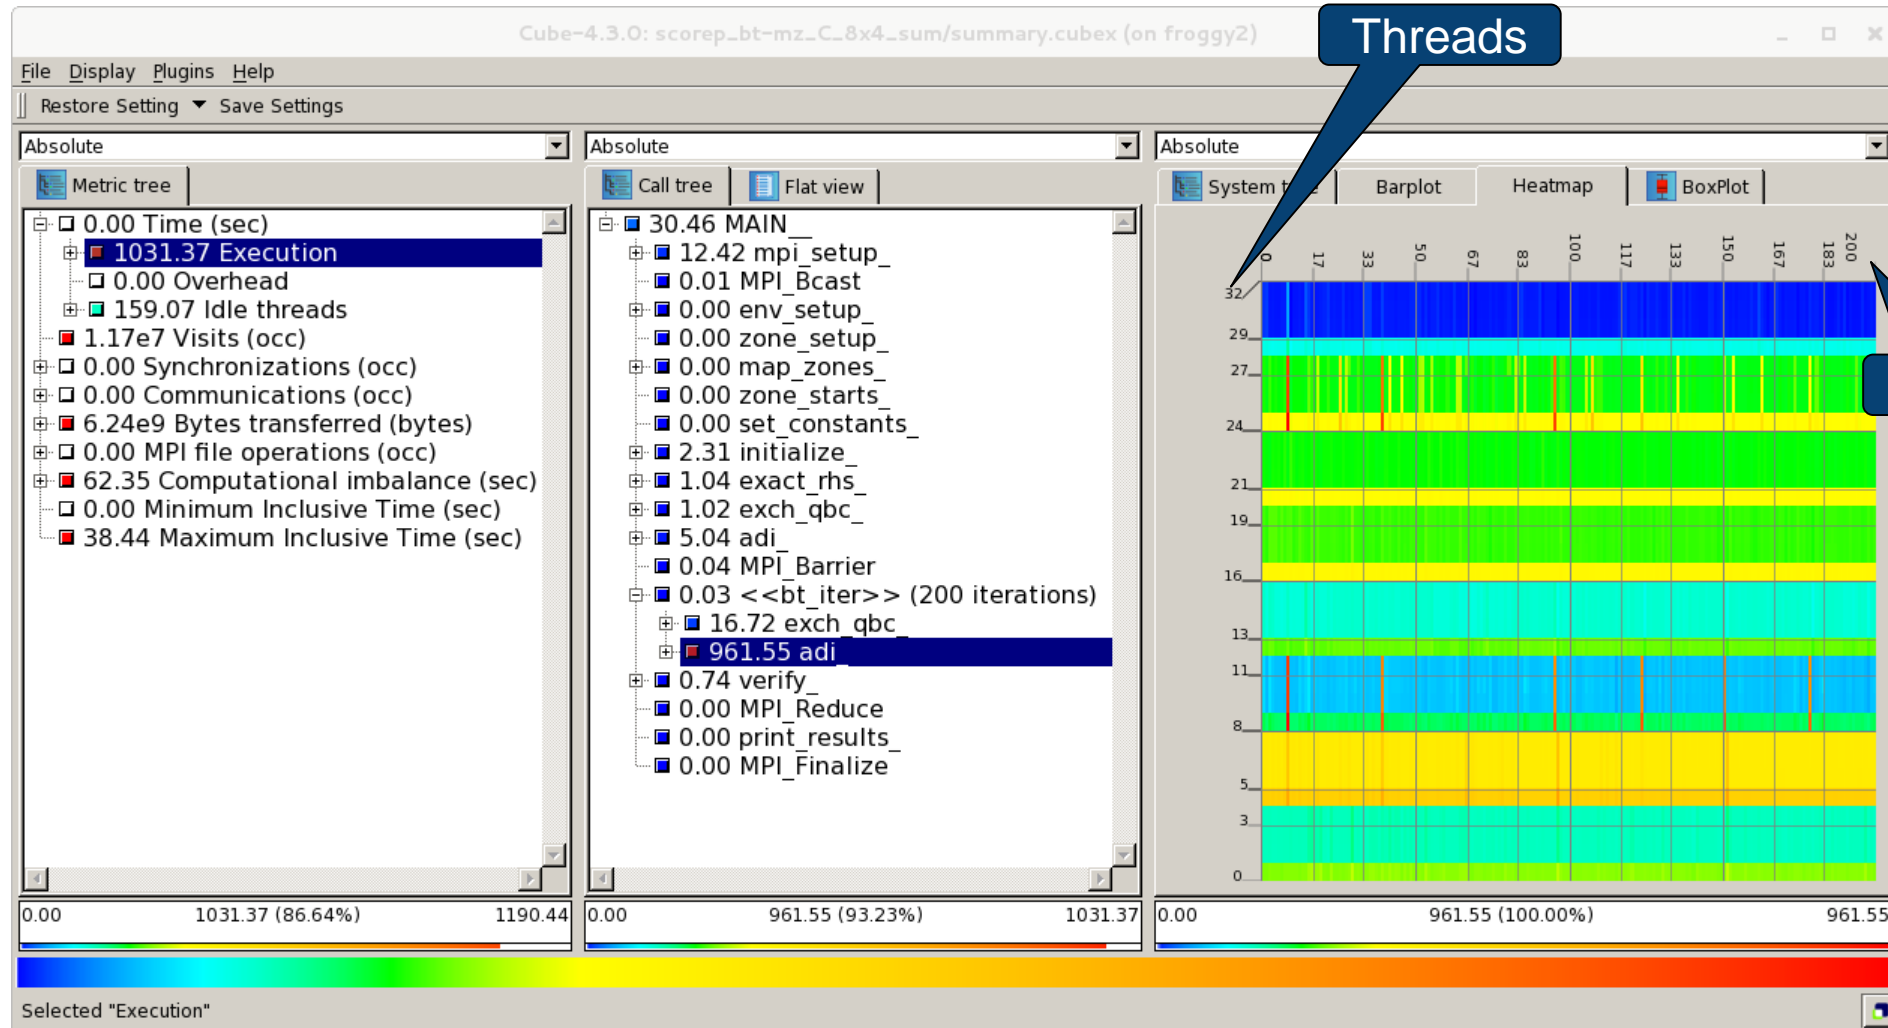 Cube-4.3.0: scorep_bt-mz_C_8x4_sum/summary.cubex (on froggy2)
Threads
File Display Plugins Help
Restore Setting Save Settings
Absolute
Metric tree
0.00 Time (sec)
1031.37 Execution
0.00 Overhead
159.07 Idle threads
1.17e7 Visits (occ)
0.00 Synchronizations (occ)
0.00 Communications (occ)
6.24e9 Bytes transferred (bytes)
0.00 MPI file operations (occ)
62.35 Computational imbalance (sec)
0.00 Minimum Inclusive Time (sec)
38.44 Maximum Inclusive Time (sec)
0.00 1031.37 (86.64%) 1190.44
Absolute
Call tree Flat view
30.46 MAIN__
12.42 mpi_setup_
0.01 MPI_Bcast
0.00 env_setup_
0.00 zone_setup_
0.00 map_zones_
0.00 zone_starts_
0.00 set_constants_
2.31 initialize_
1.04 exact_rhs_
1.02 exch_qbc_
5.04 adi_
0.04 MPI_Barrier
0.03 <<bt_iter>> (200 iterations)
16.72 exch_qbc_
961.55 adi_
0.74 verify_
0.00 MPI_Reduce
0.00 print_results_
0.00 MPI_Finalize
0.00 961.55 (93.23%) 1031.37
Absolute
System Barplot Heatmap BoxPlot
0 17 33 50 67 83 100 117 133 150 167 183 200
32
29
27
24
21
19
16
13
11
8
5
3
0
0.00 961.55 (100.00%) 961.55
Selected "Execution"